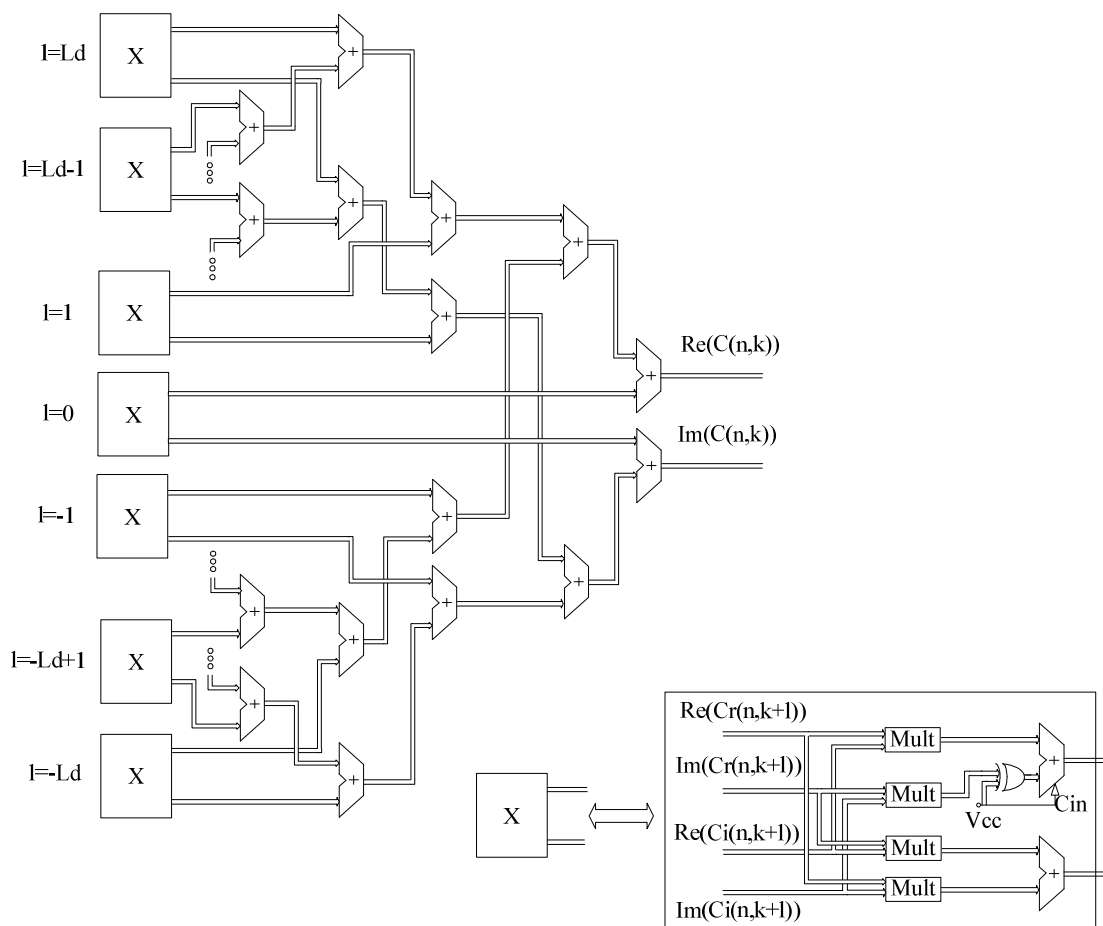 l=Ld
X
+
+
l=Ld-1
X
+
+
+
+
+
l=1
X
+
Re(C(n,k))
l=0
X
+
Im(C(n,k))
+
l=-1
X
+
+
+
+
+
l=-Ld+1
X
+
l=-Ld
X
+
X
Re(Cr(n,k+l))
Mult
+
Im(Cr(n,k+l))
Mult
Cin
Vcc
Re(Ci(n,k+l))
Mult
+
Mult
Im(Ci(n,k+l))